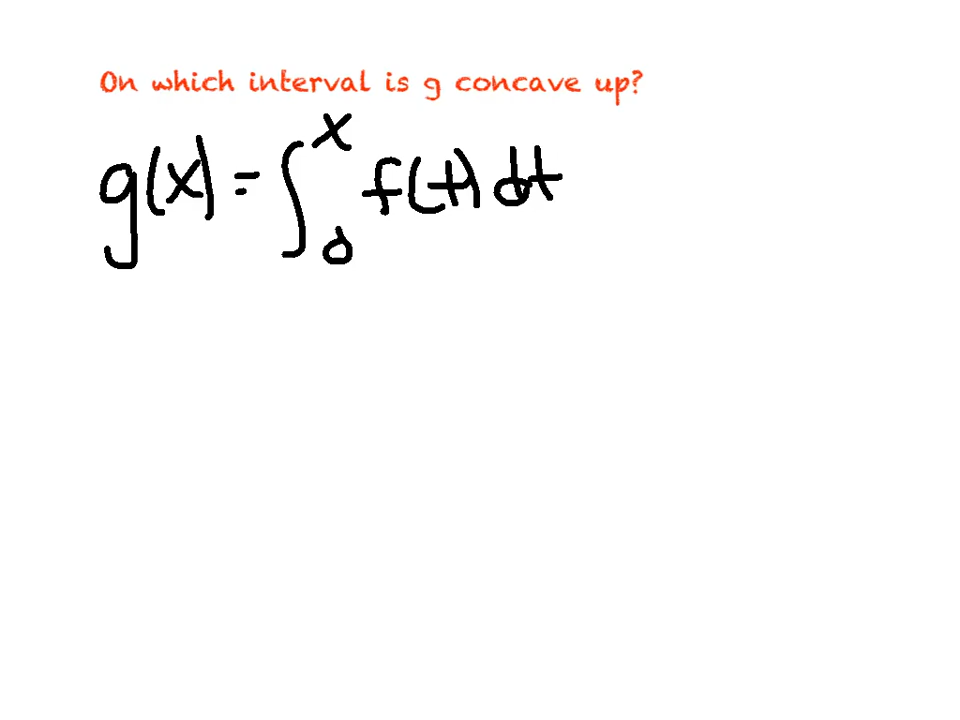 On which interval is g concave up?
g(x) = ∫₀ˣ f(t) dt